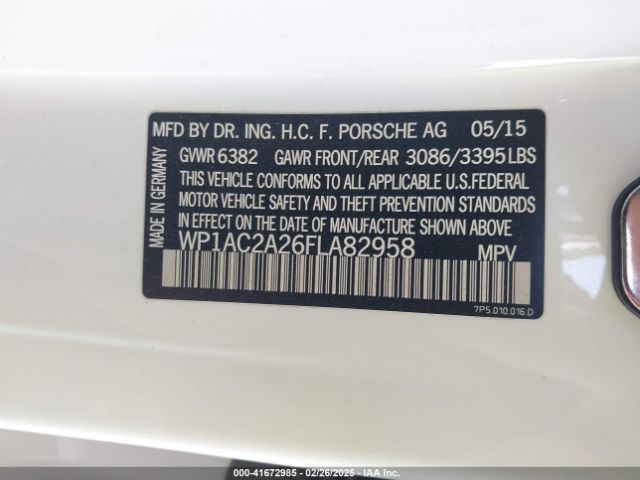 MFD BY DR. ING. H.C. F. PORSCHE AG 05/15
GVWR 6382 GAWR FRONT/REAR 3086/3395 LBS
THIS VEHICLE CONFORMS TO ALL APPLICABLE U.S. FEDERAL
MOTOR VEHICLE SAFETY AND THEFT PREVENTION STANDARDS
IN EFFECT ON THE DATE OF MANUFACTURE SHOWN ABOVE
WP1AC2A26FLA82958 MPV
MADE IN GERMANY
7P5.010.016.D
000-41672985 - 02/26/2025 - IAAI.COM